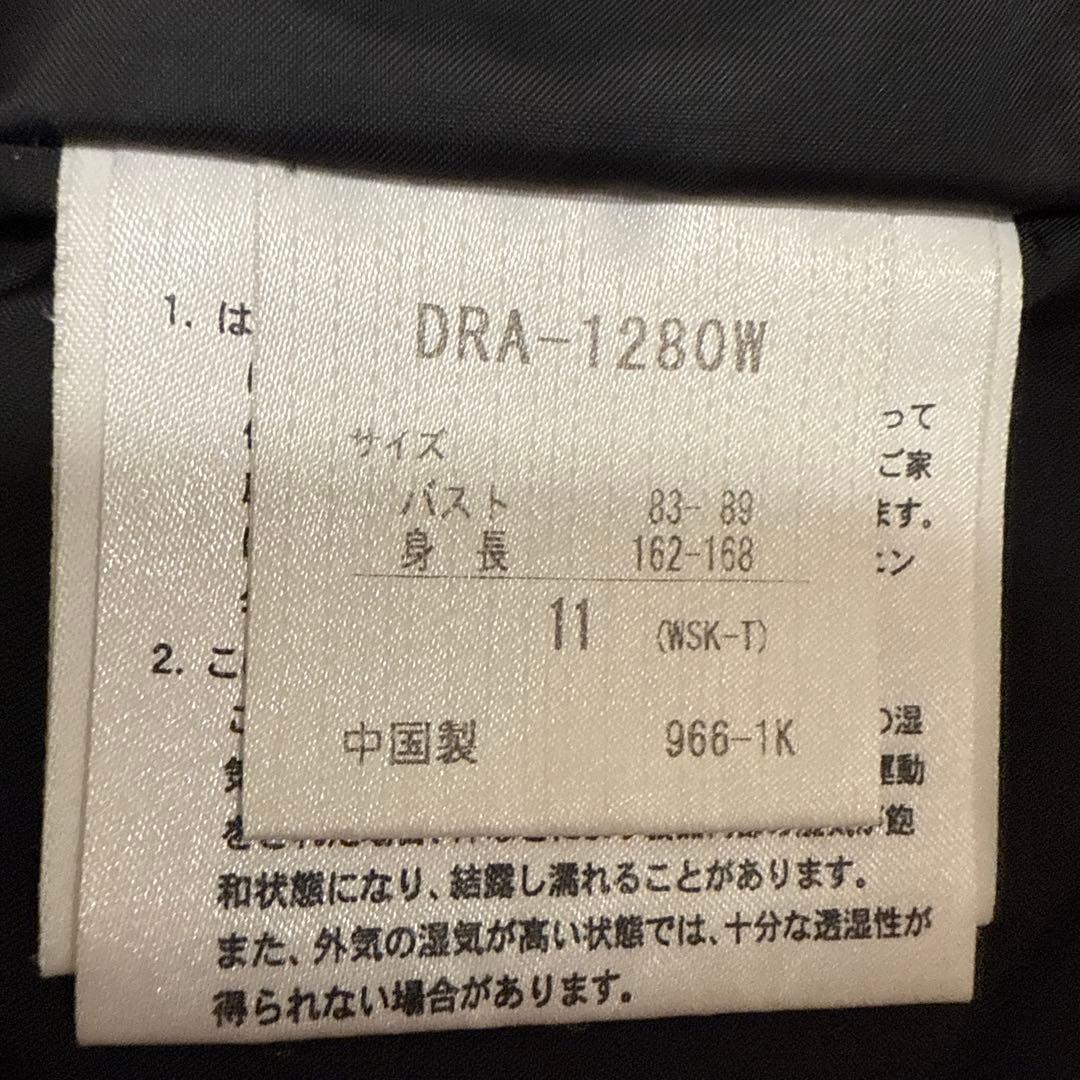 DRA-1280W
サイズ
バスト 83- 89
身 長 162-168
11 (WSK-T)
中国製 966-1K
1. は
って
ご家
ます。
2. こ
の湿
運動
飽
和状態になり、結露し濡れることがあります。
また、外気の湿気が高い状態では、十分な透湿性が
得られない場合があります。